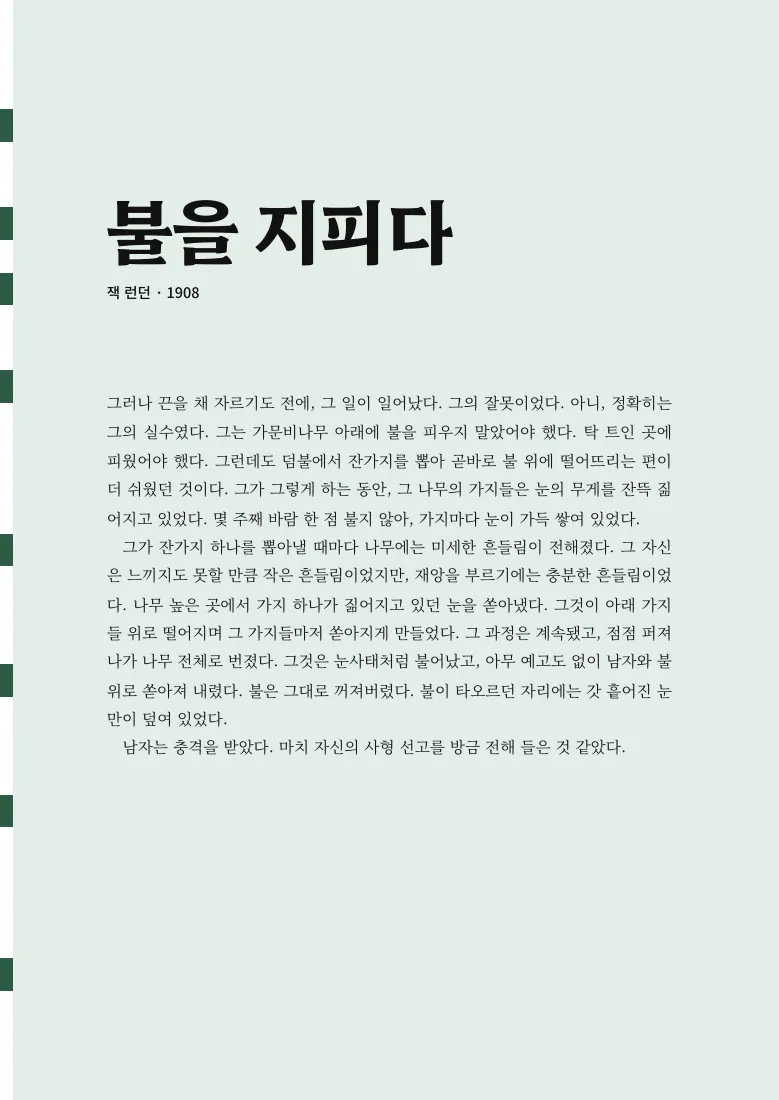 불을 지피다
잭 런던 · 1908
그러나 끈을 채 자르기도 전에, 그 일이 일어났다. 그의 잘못이었다. 아니, 정확히는
그의 실수였다. 그는 가문비나무 아래에 불을 피우지 말았어야 했다. 탁 트인 곳에
피웠어야 했다. 그런데도 덤불에서 잔가지를 뽑아 곧바로 불 위에 떨어뜨리는 편이
더 쉬웠던 것이다. 그가 그렇게 하는 동안, 그 나무의 가지들은 눈의 무게를 잔뜩 짊
어지고 있었다. 몇 주째 바람 한 점 불지 않아, 가지마다 눈이 가득 쌓여 있었다.
그가 잔가지 하나를 뽑아낼 때마다 나무에는 미세한 흔들림이 전해졌다. 그 자신
은 느끼지도 못할 만큼 작은 흔들림이었지만, 재앙을 부르기에는 충분한 흔들림이었
다. 나무 높은 곳에서 가지 하나가 짊어지고 있던 눈을 쏟아냈다. 그것이 아래 가지
들 위로 떨어지며 그 가지들마저 쏟아지게 만들었다. 그 과정은 계속됐고, 점점 퍼져
나가 나무 전체로 번졌다. 그것은 눈사태처럼 불어났고, 아무 예고도 없이 남자와 불
위로 쏟아져 내렸다. 불은 그대로 꺼져버렸다. 불이 타오르던 자리에는 갓 흩어진 눈
만이 덮여 있었다.
남자는 충격을 받았다. 마치 자신의 사형 선고를 방금 전해 들은 것 같았다.